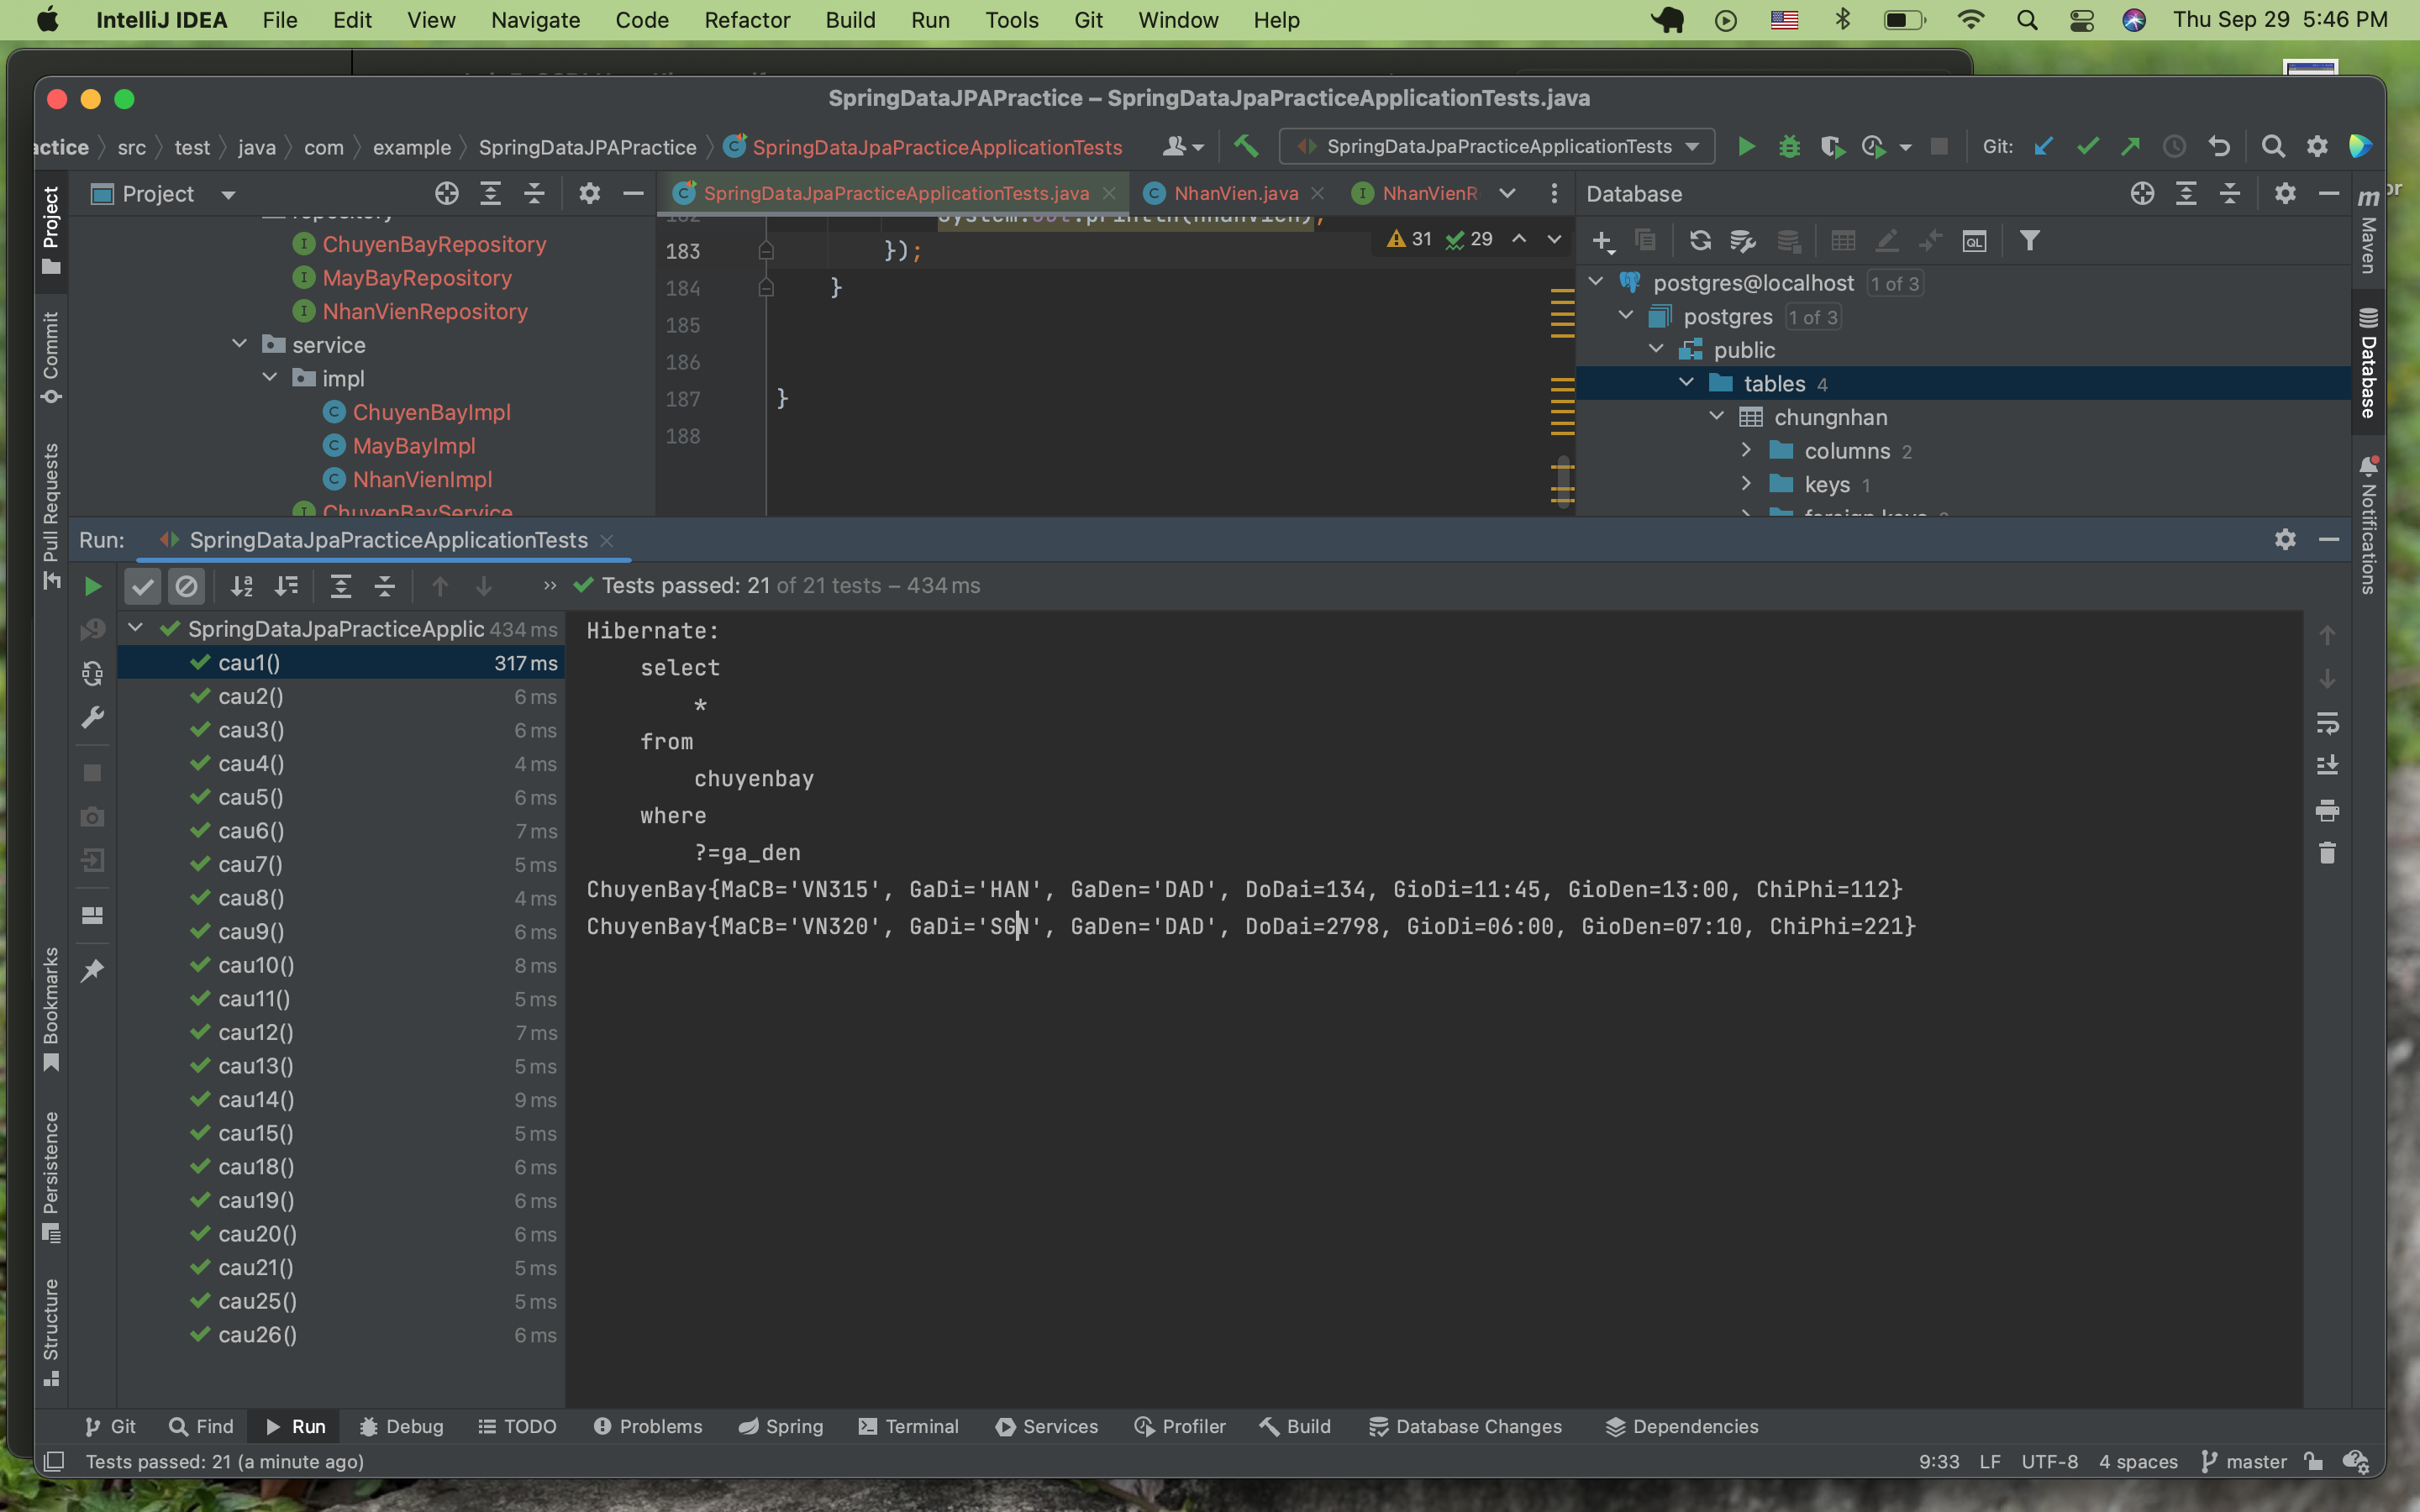 IntelliJ IDEA File Edit View Navigate Code Refactor Build Run Tools Git Window Help Thu Sep 29 5:46 PM
SpringDataJPAPractice – SpringDataJpaPracticeApplicationTests.java
actice src test java com example SpringDataJPAPractice SpringDataJpaPracticeApplicationTests SpringDataJpaPracticeApplicationTests Git:
Project SpringDataJpaPracticeApplicationTests.java NhanVien.java NhanVienR Database
repository
ChuyenBayRepository
MayBayRepository
NhanVienRepository
service
impl
ChuyenBayImpl
MayBayImpl
NhanVienImpl
ChuyenBayService
182 System.out.println(nhanVien);
183 });
184 }
185
186
187 }
188
31 29
postgres@localhost 1 of 3
postgres 1 of 3
public
tables 4
chungnhan
columns 2
keys 1
foreign keys
Project
Commit
Pull Requests
Bookmarks
Persistence
Structure
m
Maven
Database
Notifications
or
Run: SpringDataJpaPracticeApplicationTests
Tests passed: 21 of 21 tests – 434 ms
SpringDataJpaPracticeApplic 434 ms
cau1() 317 ms
cau2() 6 ms
cau3() 6 ms
cau4() 4 ms
cau5() 6 ms
cau6() 7 ms
cau7() 5 ms
cau8() 4 ms
cau9() 6 ms
cau10() 8 ms
cau11() 5 ms
cau12() 7 ms
cau13() 5 ms
cau14() 9 ms
cau15() 5 ms
cau18() 6 ms
cau19() 6 ms
cau20() 6 ms
cau21() 5 ms
cau25() 5 ms
cau26() 6 ms
Hibernate:
select
*
from
chuyenbay
where
?=ga_den
ChuyenBay{MaCB='VN315', GaDi='HAN', GaDen='DAD', DoDai=134, GioDi=11:45, GioDen=13:00, ChiPhi=112}
ChuyenBay{MaCB='VN320', GaDi='SGN', GaDen='DAD', DoDai=2798, GioDi=06:00, GioDen=07:10, ChiPhi=221}
Git Find Run Debug TODO Problems Spring Terminal Services Profiler Build Database Changes Dependencies
Tests passed: 21 (a minute ago) 9:33 LF UTF-8 4 spaces master